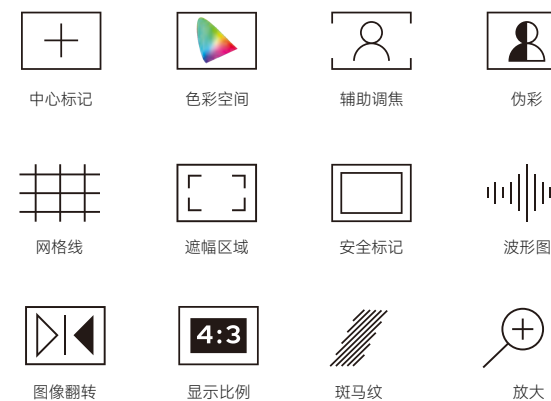 中心标记 色彩空间 辅助调焦 伪彩
网格线 遮幅区域 安全标记 波形图
4:3
图像翻转 显示比例 斑马纹 放大